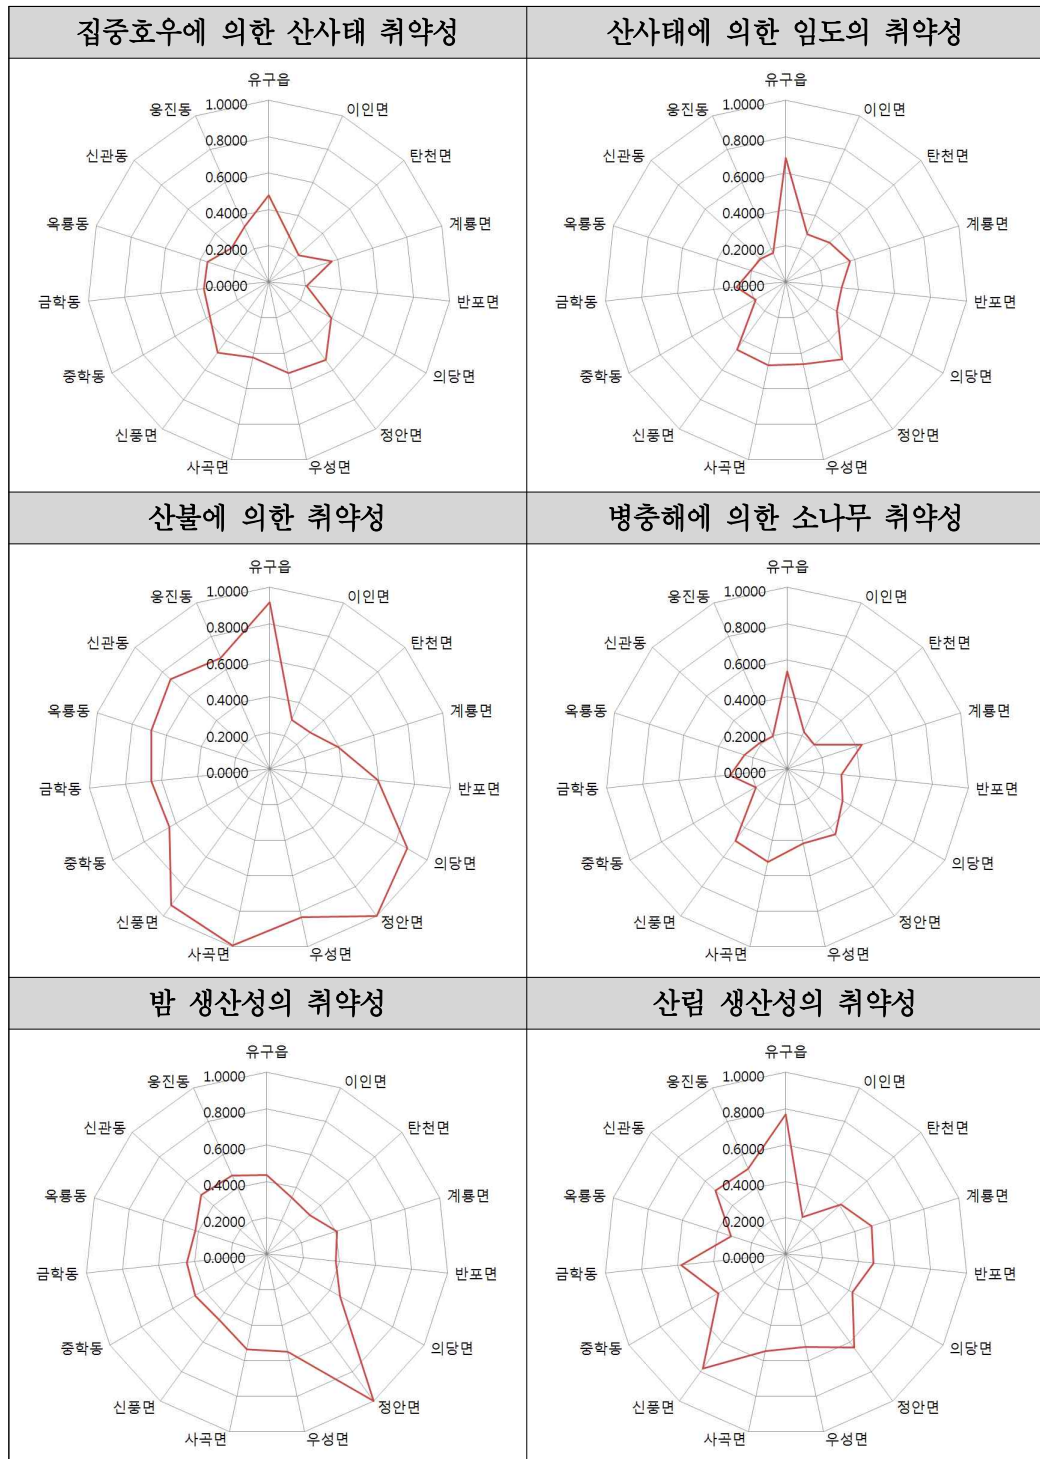 집중호우에 의한 산사태 취약성
산사태에 의한 임도의 취약성
유구읍
이인면
탄천면
계룡면
반포면
의당면
정안면
우성면
사곡면
신풍면
중학동
금학동
옥룡동
신관동
웅진동
1.0000
0.8000
0.6000
0.4000
0.2000
0.0000
유구읍
이인면
탄천면
계룡면
반포면
의당면
정안면
우성면
사곡면
신풍면
중학동
금학동
옥룡동
신관동
웅진동
1.0000
0.8000
0.6000
0.4000
0.2000
0.0000
산불에 의한 취약성
병충해에 의한 소나무 취약성
유구읍
이인면
탄천면
계룡면
반포면
의당면
정안면
우성면
사곡면
신풍면
중학동
금학동
옥룡동
신관동
웅진동
1.0000
0.8000
0.6000
0.4000
0.2000
0.0000
유구읍
이인면
탄천면
계룡면
반포면
의당면
정안면
우성면
사곡면
신풍면
중학동
금학동
옥룡동
신관동
웅진동
1.0000
0.8000
0.6000
0.4000
0.2000
0.0000
밤 생산성의 취약성
산림 생산성의 취약성
유구읍
이인면
탄천면
계룡면
반포면
의당면
정안면
우성면
사곡면
신풍면
중학동
금학동
옥룡동
신관동
웅진동
1.0000
0.8000
0.6000
0.4000
0.2000
0.0000
유구읍
이인면
탄천면
계룡면
반포면
의당면
정안면
우성면
사곡면
신풍면
중학동
금학동
옥룡동
신관동
웅진동
1.0000
0.8000
0.6000
0.4000
0.2000
0.0000